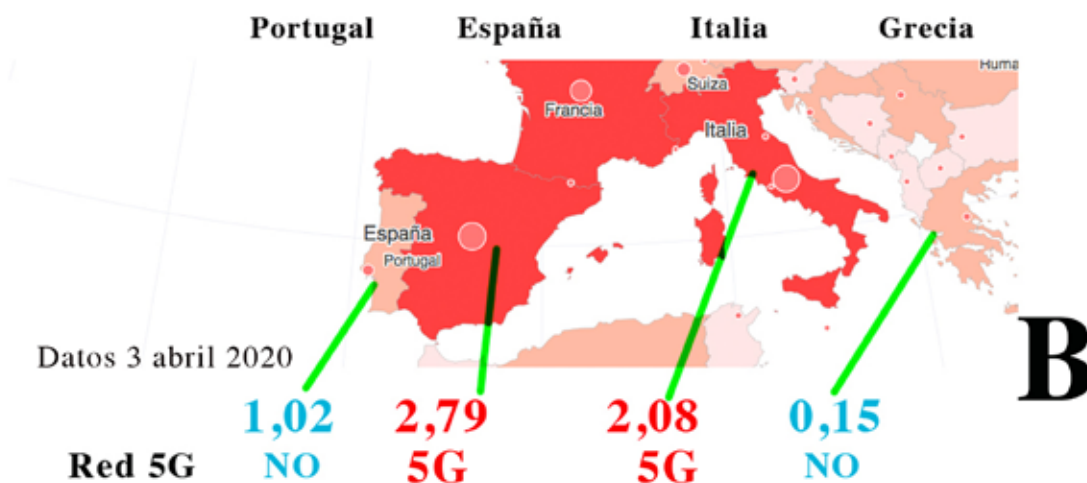 Portugal España Italia Grecia
Ruma
Suiza
Francia
Italia
España
Portugal
Datos 3 abril 2020
B
1,02 2,79 2,08 0,15
Red 5G NO 5G 5G NO